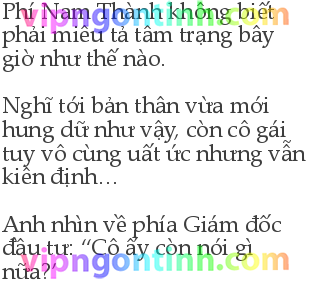 Phí Nam Thành không biết
phải miêu tả tâm trạng bây
giờ như thế nào.
Nghĩ tới bản thân vừa mới
hung dữ như vậy, còn cô gái
tuy vô cùng uất ức nhưng vẫn
kiên định...
Anh nhìn về phía Giám đốc
đầu tư: “Cô ấy còn nói gì
nữa?”
vipngontinh.com
vipngontinh.com